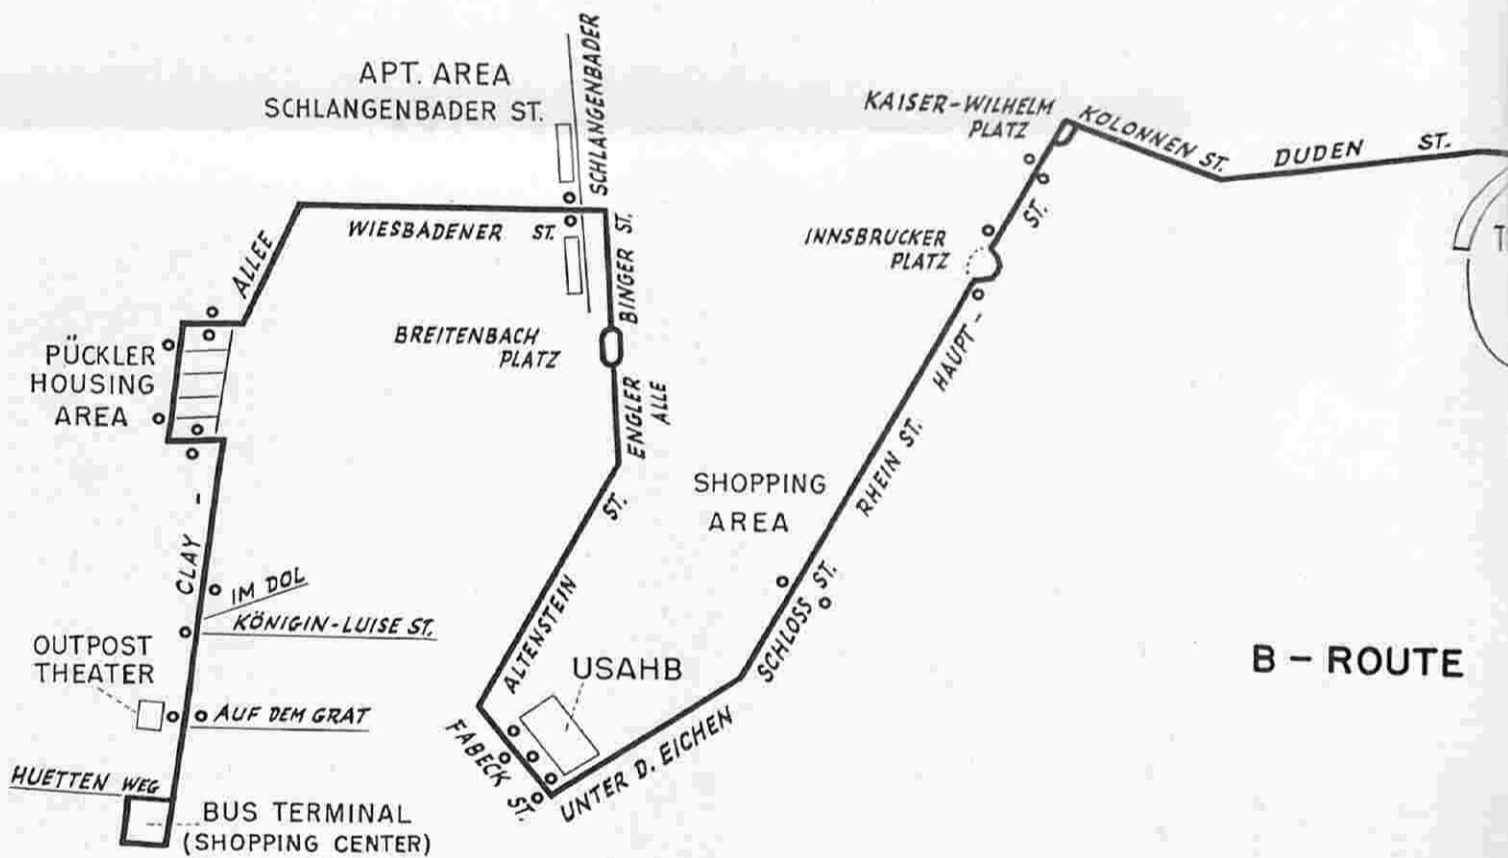 APT. AREA
SCHLANGENBADER ST.
SCHLANGENBADER
KAISER-WILHELM
PLATZ
KOLONNEN ST.
DUDEN ST.
WIESBADENER ST.
ALLEE
BINGER ST.
INNSBRUCKER
PLATZ
ST.
BREITENBACH
PLATZ
PÜCKLER
HOUSING
AREA
ENGLER
ALLE
HAUPT-
RHEIN ST.
SHOPPING
AREA
CLAY -
IM DOL
KÖNIGIN-LUISE ST.
OUTPOST
THEATER
AUF DEM GRAT
ALTENSTEIN ST.
USAHB
SCHLOSS ST.
B - ROUTE
FABECK ST.
UNTER D. EICHEN
HUETTEN WEG
BUS TERMINAL
(SHOPPING CENTER)